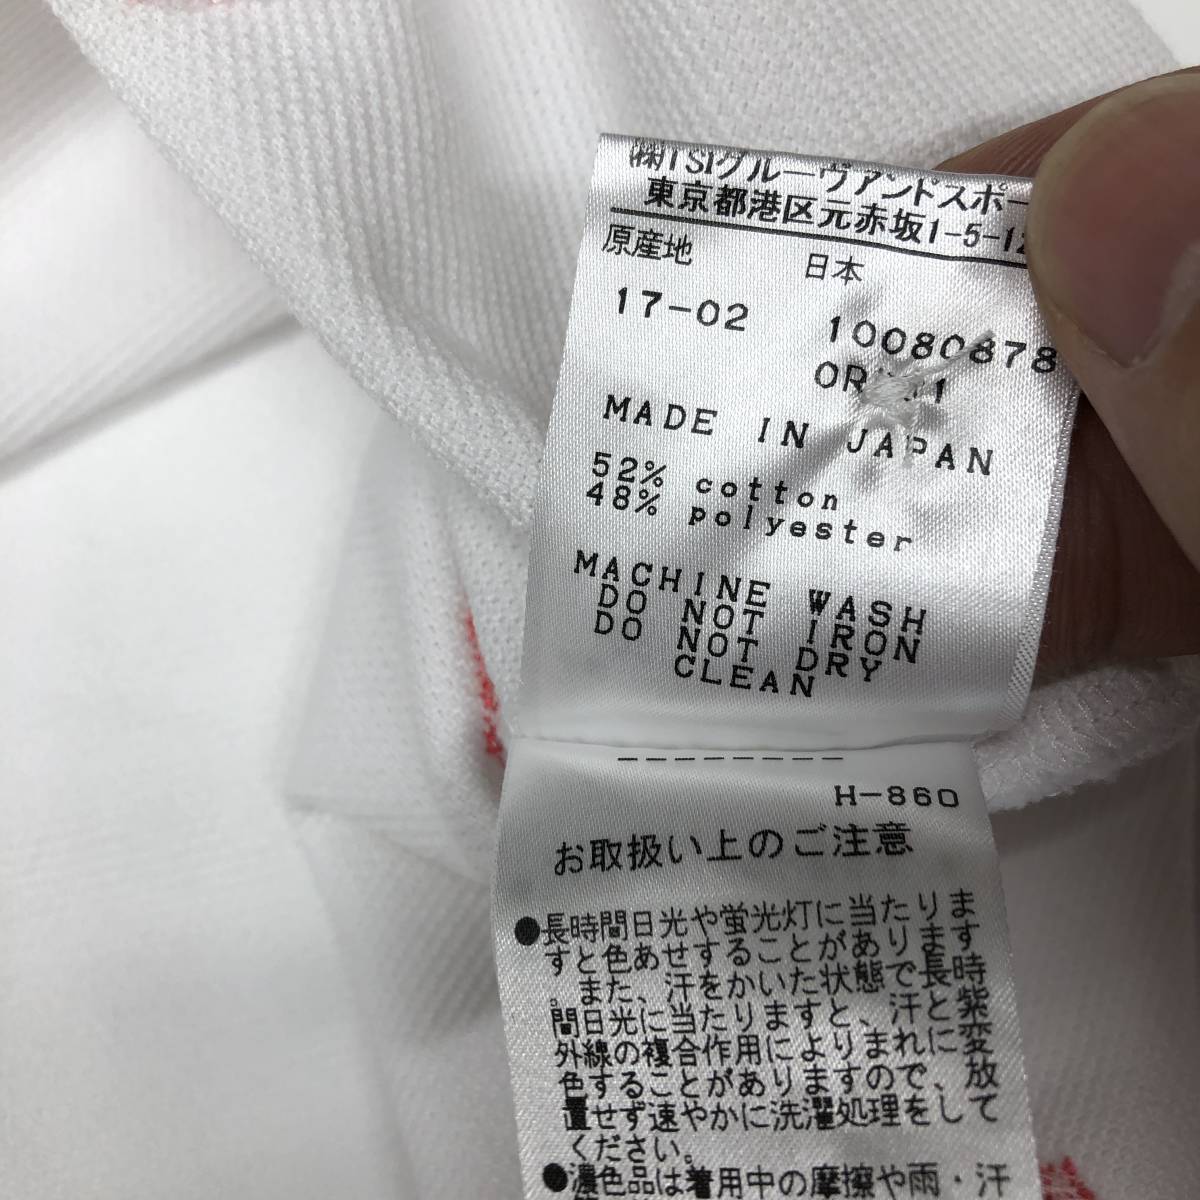 ㈱TSIグルーヴアンドスポー
東京都港区元赤坂1-5-12
原産地 日本
17-02 10080878
MADE IN JAPAN
52% cotton
48% polyester
MACHINE WASH
DO NOT IRON
DO NOT DRY
CLEAN
--------
H-860
お取扱い上のご注意
●長時間日光や蛍光灯に当たりま
すと色あせすることがあります
。また、汗をかいた状態で長時
間日光に当たりますと、汗と紫
外線の複合作用によりまれに変
色することがありますので、放
置せず速やかに洗濯処理をして
ください。
●濃色品は着用中の摩擦や雨・汗